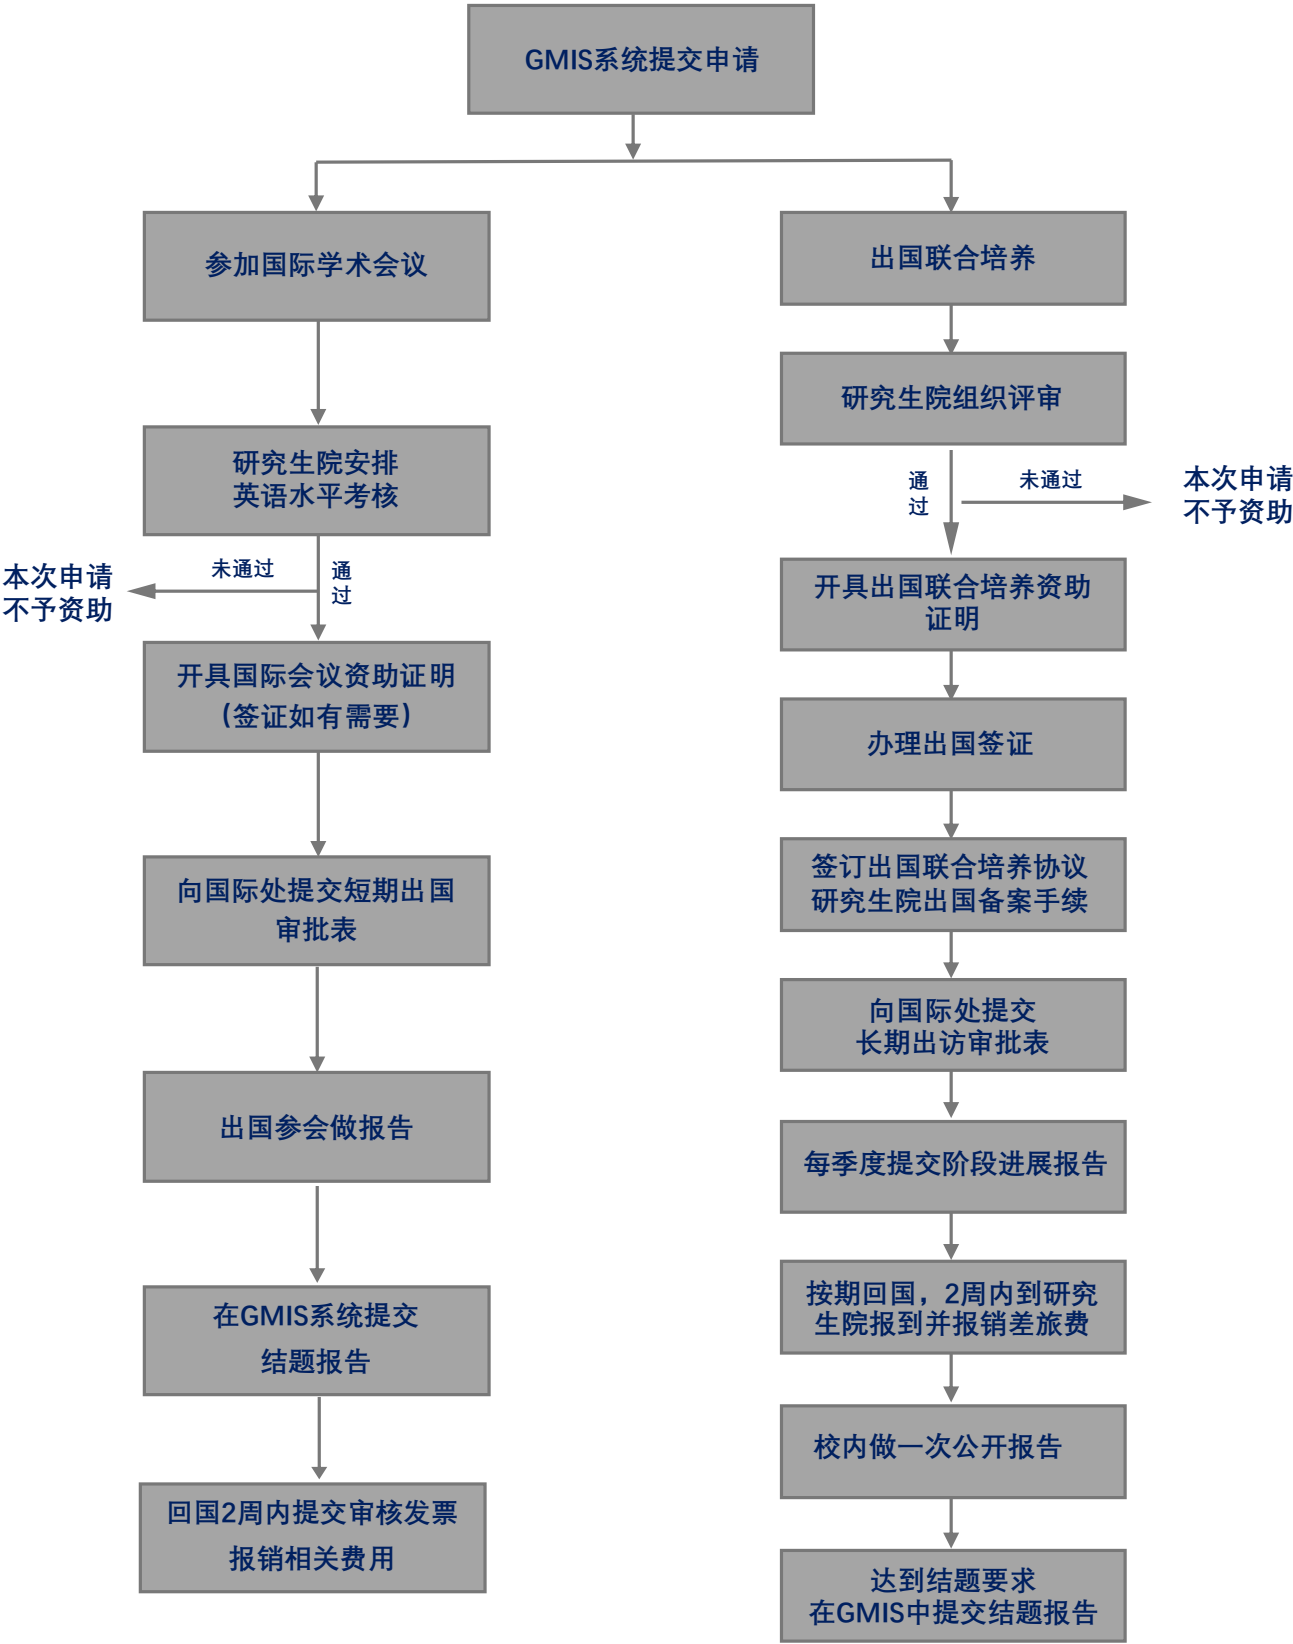 GMIS系统提交申请
参加国际学术会议
研究生院安排
英语水平考核
未通过
通
过
本次申请
不予资助
开具国际会议资助证明
（签证如有需要）
向国际处提交短期出国
审批表
出国参会做报告
在GMIS系统提交
结题报告
回国2周内提交审核发票
报销相关费用
出国联合培养
研究生院组织评审
通
过
未通过
本次申请
不予资助
开具出国联合培养资助
证明
办理出国签证
签订出国联合培养协议
研究生院出国备案手续
向国际处提交
长期出访审批表
每季度提交阶段进展报告
按期回国，2周内到研究
生院报到并报销差旅费
校内做一次公开报告
达到结题要求
在GMIS中提交结题报告